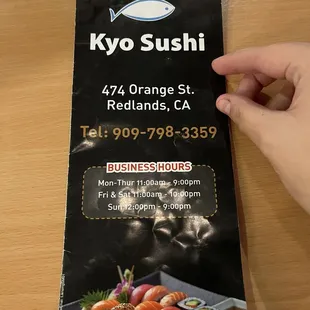 Kyo Sushi
474 Orange St.
Redlands, CA
Tel: 909-798-3359
BUSINESS HOURS
Mon-Thur 11:00am - 9:00pm
Fri & Sat 11:00am - 10:00pm
Sun 12:00pm - 9:00pm